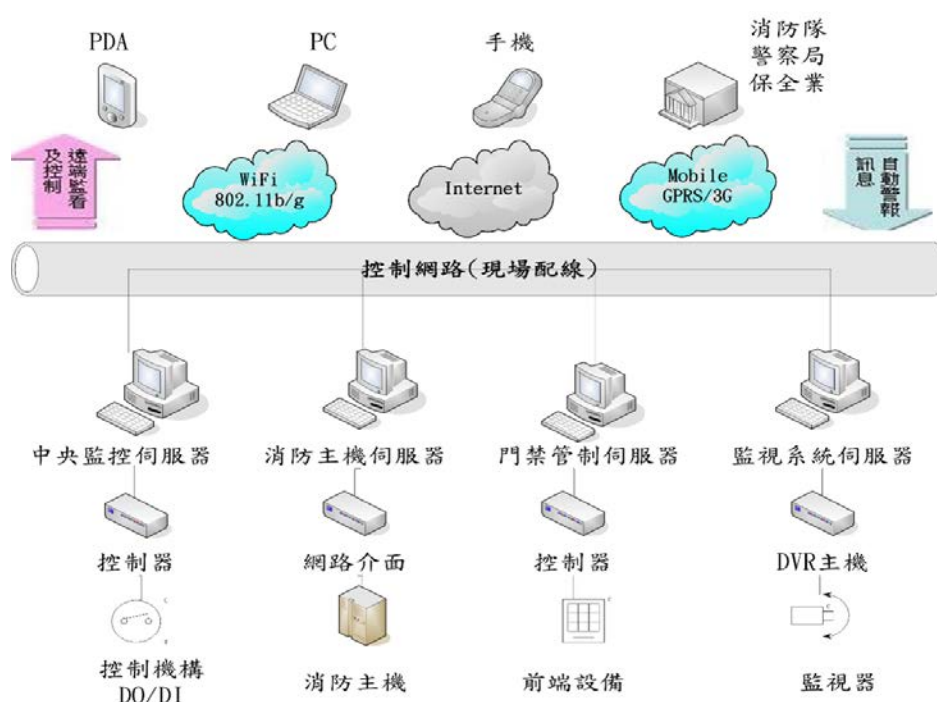 PDA
PC
手機
消防隊
警察局
保全業
遠端監看
及控制
WiFi
802.11b/g
Internet
Mobile
GPRS/3G
自動警報
訊息
控制網路(現場配線)
中央監控伺服器
消防主機伺服器
門禁管制伺服器
監視系統伺服器
控制器
網路介面
控制器
DVR主機
控制機構
DO/DI
消防主機
前端設備
監視器